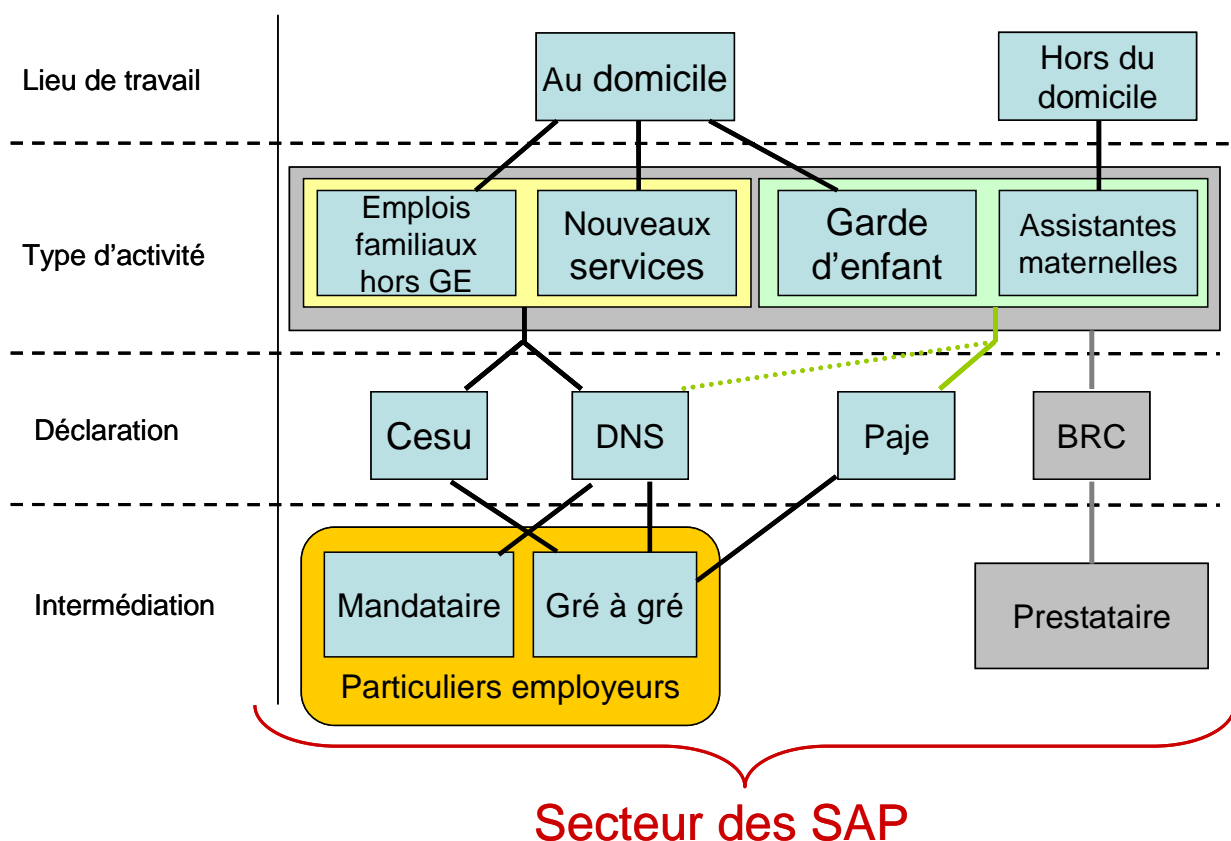 Lieu de travail
Au domicile
Hors du
domicile
Type d'activité
Emplois
familiaux
hors GE
Nouveaux
services
Garde
d'enfant
Assistantes
maternelles
Déclaration
Cesu
DNS
Paje
BRC
Intermédiation
Mandataire
Gré à gré
Prestataire
Particuliers employeurs
Secteur des SAP